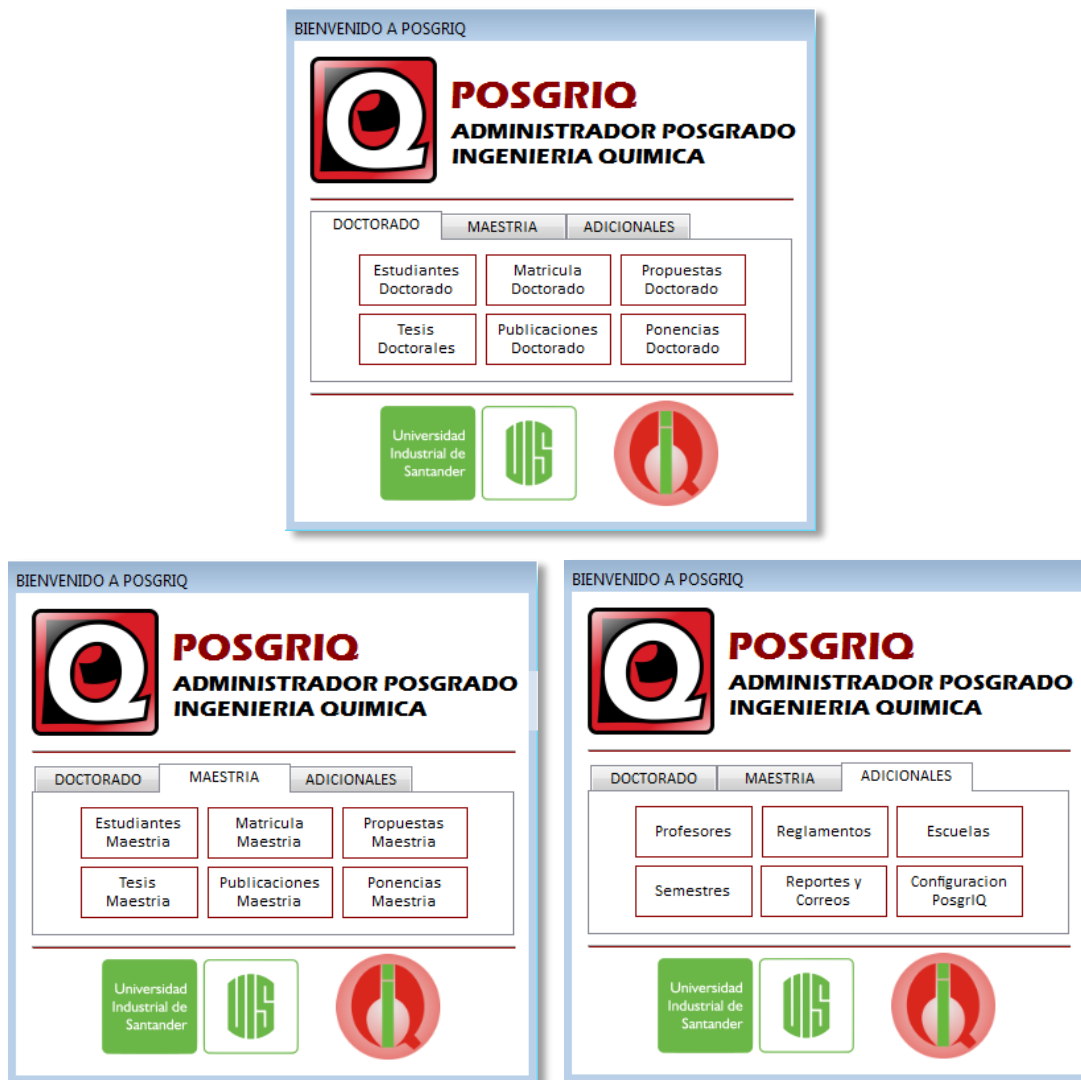 BIENVENIDO A POSGRIQ
POSGRIQ
ADMINISTRADOR POSGRADO
INGENIERIA QUIMICA
DOCTORADO MAESTRIA ADICIONALES
Estudiantes Doctorado
Matricula Doctorado
Propuestas Doctorado
Tesis Doctorales
Publicaciones Doctorado
Ponencias Doctorado
Universidad
Industrial de
Santander
UIS
BIENVENIDO A POSGRIQ
POSGRIQ
ADMINISTRADOR POSGRADO
INGENIERIA QUIMICA
DOCTORADO MAESTRIA ADICIONALES
Estudiantes Maestria
Matricula Maestria
Propuestas Maestria
Tesis Maestria
Publicaciones Maestria
Ponencias Maestria
Universidad
Industrial de
Santander
UIS
BIENVENIDO A POSGRIQ
POSGRIQ
ADMINISTRADOR POSGRADO
INGENIERIA QUIMICA
DOCTORADO MAESTRIA ADICIONALES
Profesores
Reglamentos
Escuelas
Semestres
Reportes y Correos
Configuracion PosgrIQ
Universidad
Industrial de
Santander
UIS